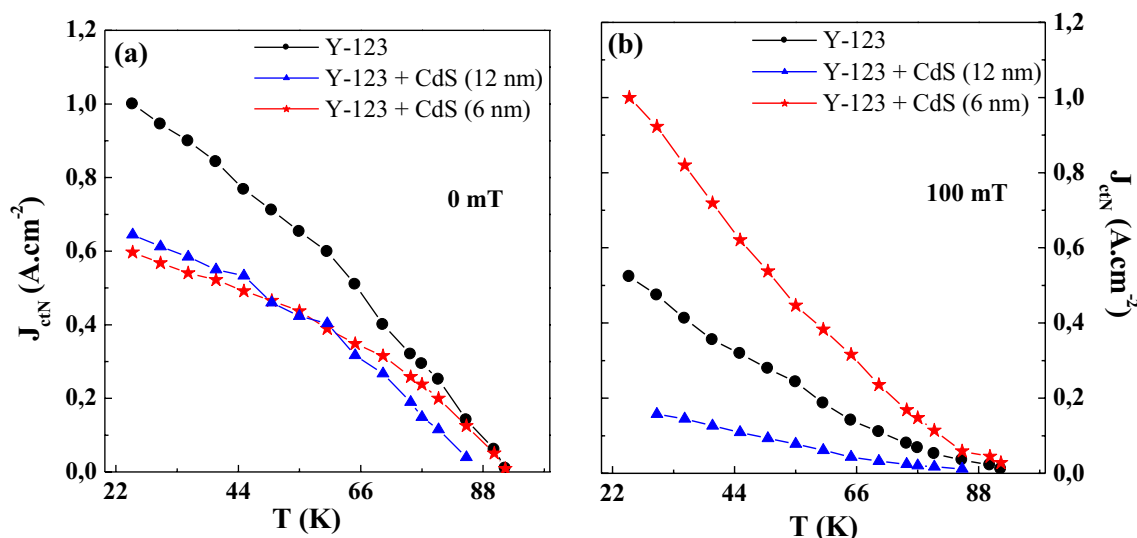 (a)
Y-123
Y-123 + CdS (12 nm)
Y-123 + CdS (6 nm)
0 mT
1,2
1,0
0,8
0,6
0,4
0,2
0,0
J_ctN (A.cm^-2)
22 44 66 88
T (K)
(b)
Y-123
Y-123 + CdS (12 nm)
Y-123 + CdS (6 nm)
100 mT
1,2
1,0
0,8
0,6
0,4
0,2
0,0
J_ctN (A.cm^-2)
22 44 66 88
T (K)